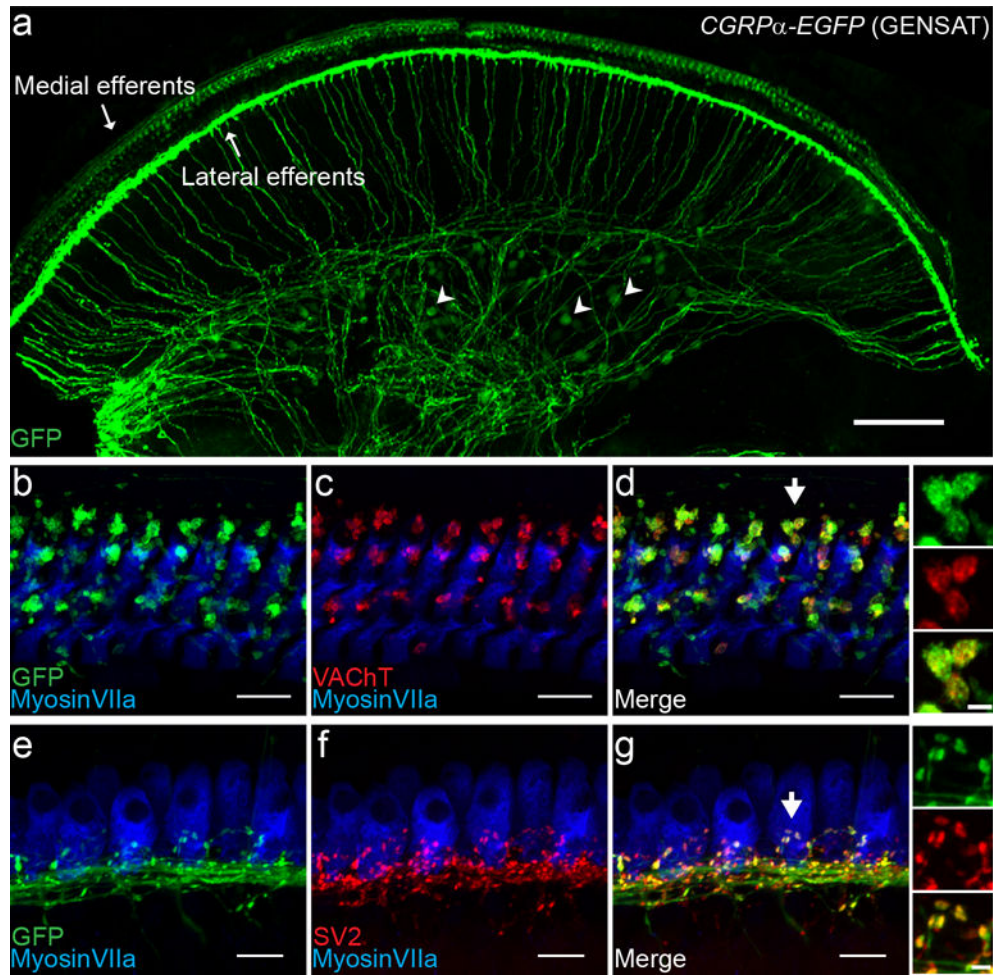 a
CGRPα-EGFP (GENSAT)
Medial efferents
Lateral efferents
GFP
b
GFP
MyosinVIIa
c
VAChT
MyosinVIIa
d
Merge
e
GFP
MyosinVIIa
f
SV2
MyosinVIIa
g
Merge